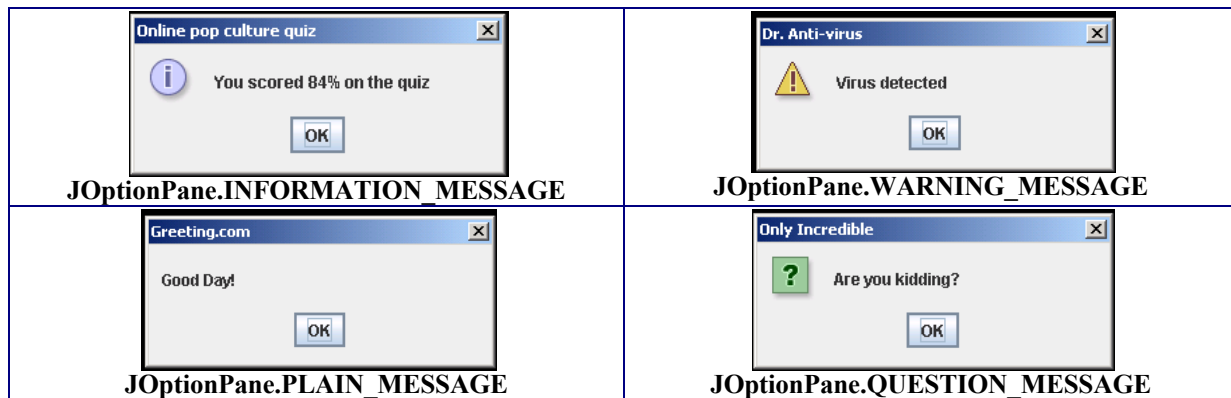 Online pop culture quiz
i
You scored 84% on the quiz
OK
JOptionPane.INFORMATION_MESSAGE
Dr. Anti-virus
!
Virus detected
OK
JOptionPane.WARNING_MESSAGE
Greeting.com
Good Day!
OK
JOptionPane.PLAIN_MESSAGE
Only Incredible
?
Are you kidding?
OK
JOptionPane.QUESTION_MESSAGE